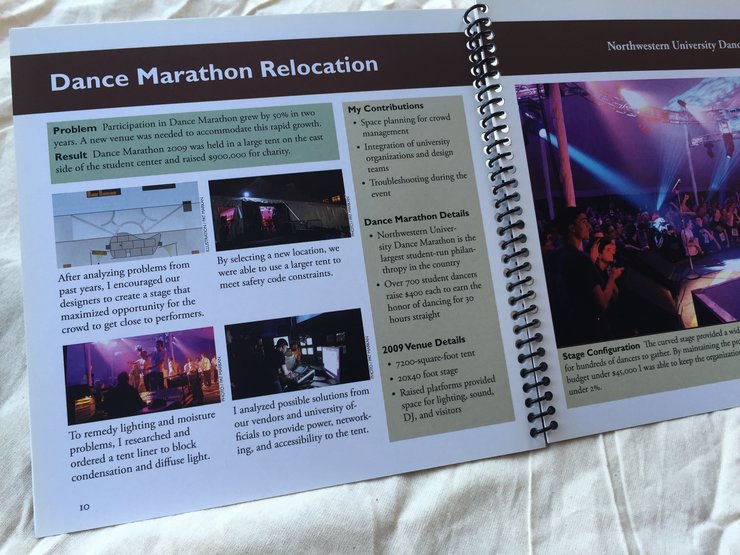 Dance Marathon Relocation
Problem Participation in Dance Marathon grew by 50% in two
years. A new venue was needed to accommodate this rapid growth.
Result Dance Marathon 2009 was held in a large tent on the east
side of the student center and raised $900,000 for charity.
After analyzing problems from
past years, I encouraged our
designers to create a stage that
maximized opportunity for the
crowd to get close to performers.
By selecting a new location, we
were able to use a larger tent to
meet safety code constraints.
To remedy lighting and moisture
problems, I researched and
ordered a tent liner to block
condensation and diffuse light.
I analyzed possible solutions from
our vendors and university of-
ficials to provide power, network-
ing, and accessibility to the tent.
10
My Contributions
• Space planning for crowd
management
• Integration of university
organizations and design
teams
• Troubleshooting during the
event
Dance Marathon Details
• Northwestern Univer-
sity Dance Marathon is the
largest student-run philan-
thropy in the country
• Over 700 student dancers
raise $400 each to earn the
honor of dancing for 30
hours straight
2009 Venue Details
• 7200-square-foot tent
• 20x40 foot stage
• Raised platforms provided
space for lighting, sound,
DJ, and visitors
Northwestern University Danc
Stage Configuration The curved stage provided a wid
for hundreds of dancers to gather. By maintaining the pro
budget under $45,000 I was able to keep the organizatio
under 2%.